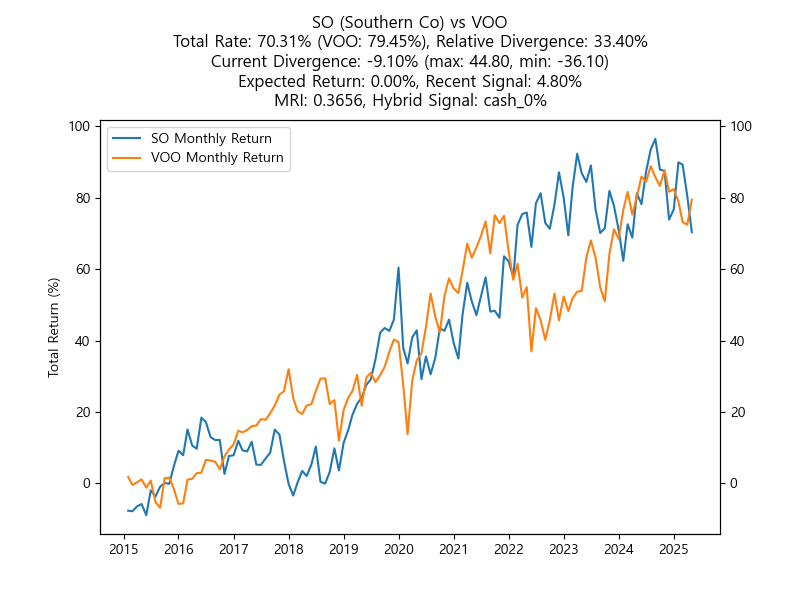 SO (Southern Co) vs VOO
Total Rate: 70.31% (VOO: 79.45%), Relative Divergence: 33.40%
Current Divergence: -9.10% (max: 44.80, min: -36.10)
Expected Return: 0.00%, Recent Signal: 4.80%
MRI: 0.3656, Hybrid Signal: cash_0%
SO Monthly Return
VOO Monthly Return
Total Return (%)
100
80
60
40
20
0
100
80
60
40
20
0
2015 2016 2017 2018 2019 2020 2021 2022 2023 2024 2025